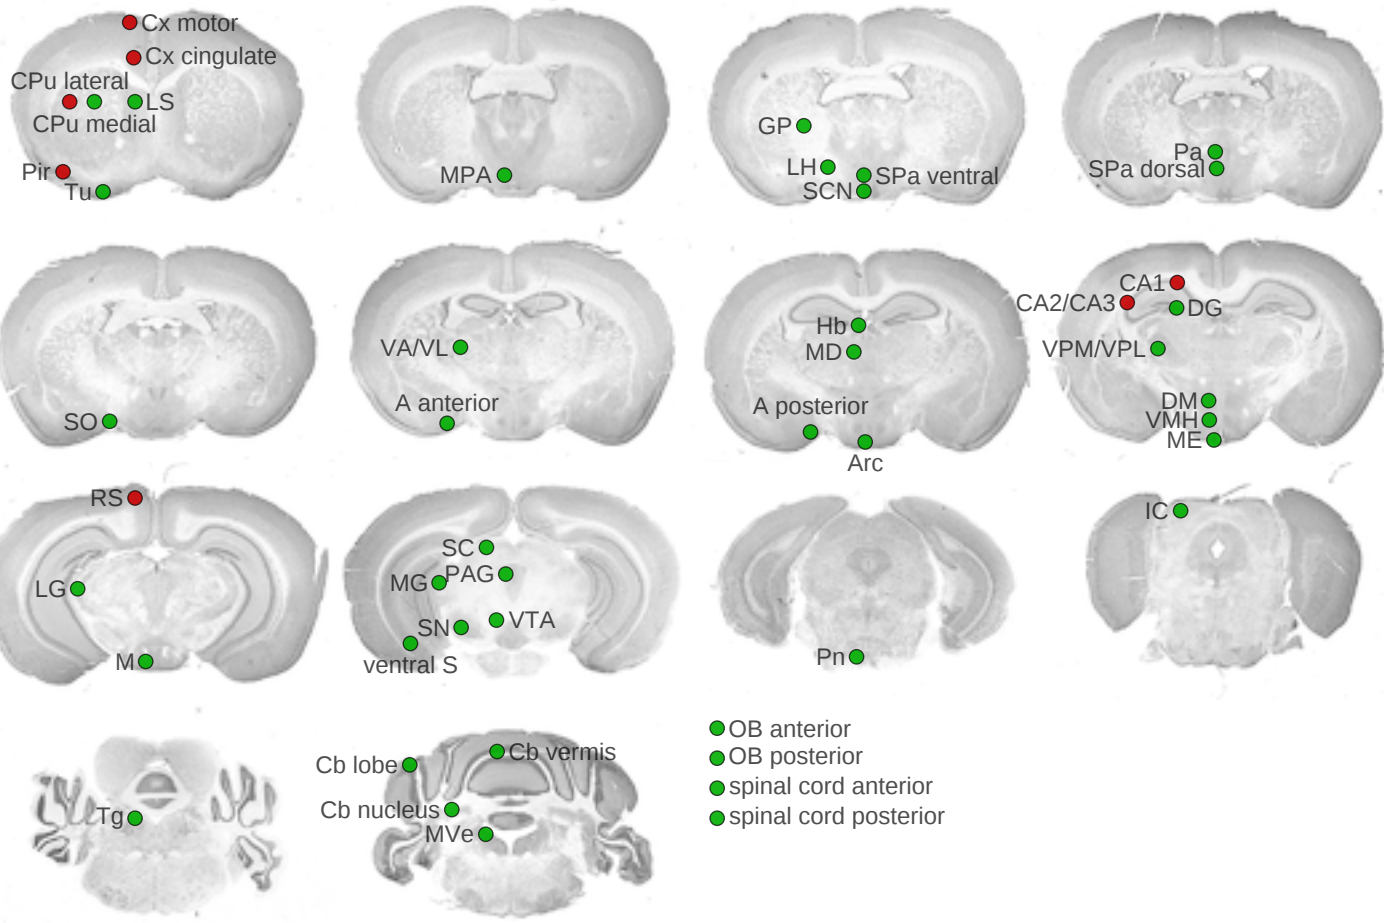 Cx motor
Cx cingulate
CPu lateral
LS
CPu medial
Pir
Tu
MPA
GP
LH
SPa ventral
SCN
Pa
SPa dorsal
SO
VA/VL
A anterior
Hb
MD
A posterior
Arc
CA1
CA2/CA3
DG
VPM/VPL
DM
VMH
ME
RS
LG
M
SC
MG
PAG
SN
VTA
ventral S
Pn
IC
Tg
Cb lobe
Cb vermis
Cb nucleus
MVe
OB anterior
OB posterior
spinal cord anterior
spinal cord posterior